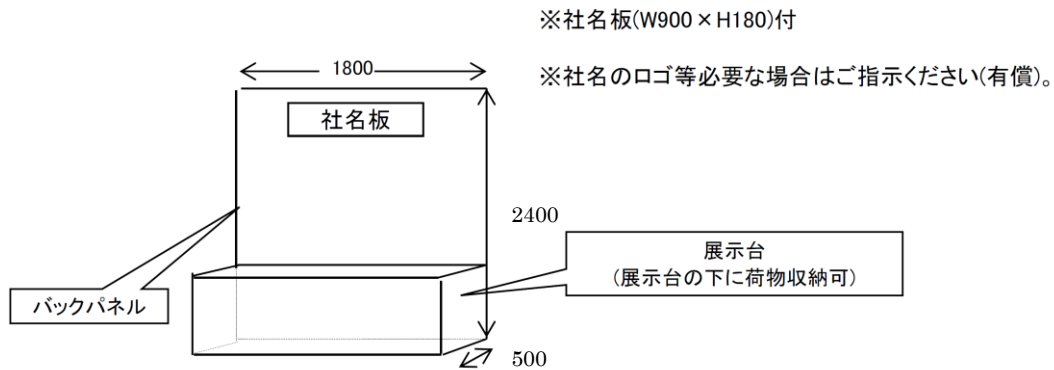 ※社名板(W900×H180)付
※社名のロゴ等必要な場合はご指示ください(有償)。
1800
社名板
2400
展示台
(展示台の下に荷物収納可)
バックパネル
500